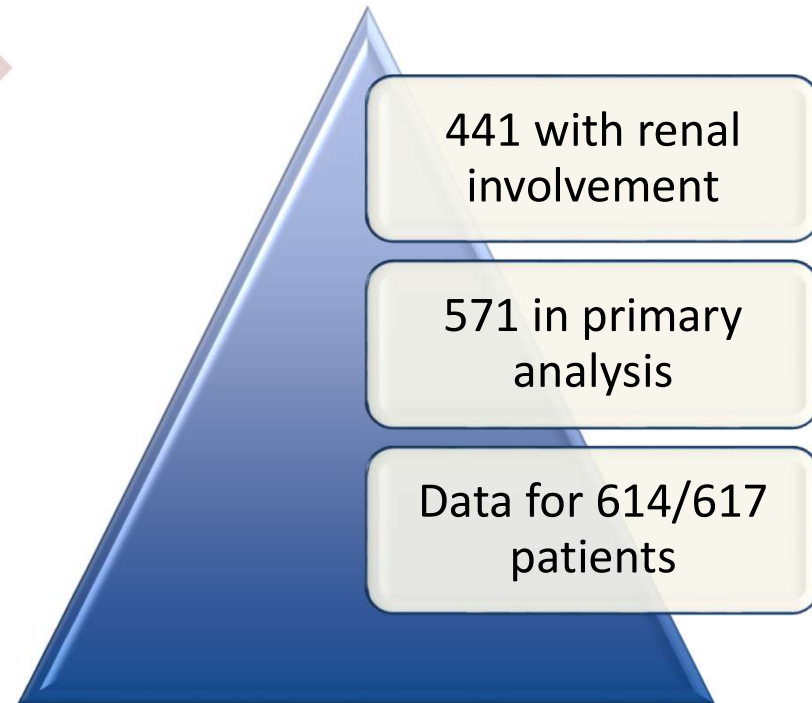 441 with renal
involvement
571 in primary
analysis
Data for 614/617
patients